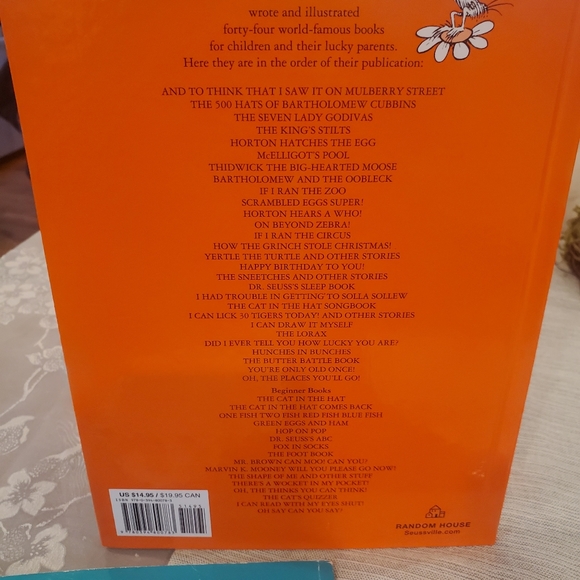 wrote and illustrated
forty-four world-famous books
for children and their lucky parents.
Here they are in the order of their publication:
AND TO THINK THAT I SAW IT ON MULBERRY STREET
THE 500 HATS OF BARTHOLOMEW CUBBINS
THE SEVEN LADY GODIVAS
THE KING'S STILTS
HORTON HATCHES THE EGG
McELLIGOT'S POOL
THIDWICK THE BIG-HEARTED MOOSE
BARTHOLOMEW AND THE OOBLECK
IF I RAN THE ZOO
SCRAMBLED EGGS SUPER!
HORTON HEARS A WHO!
ON BEYOND ZEBRA!
IF I RAN THE CIRCUS
HOW THE GRINCH STOLE CHRISTMAS!
YERTLE THE TURTLE AND OTHER STORIES
HAPPY BIRTHDAY TO YOU!
THE SNEETCHES AND OTHER STORIES
DR. SEUSS'S SLEEP BOOK
I HAD TROUBLE IN GETTING TO SOLLA SOLLEW
THE CAT IN THE HAT SONGBOOK
I CAN LICK 30 TIGERS TODAY! AND OTHER STORIES
I CAN DRAW IT MYSELF
THE LORAX
DID I EVER TELL YOU HOW LUCKY YOU ARE?
HUNCHES IN BUNCHES
THE BUTTER BATTLE BOOK
YOU'RE ONLY OLD ONCE!
OH, THE PLACES YOU'LL GO!
Beginner Books
THE CAT IN THE HAT
THE CAT IN THE HAT COMES BACK
ONE FISH TWO FISH RED FISH BLUE FISH
GREEN EGGS AND HAM
HOP ON POP
DR. SEUSS'S ABC
FOX IN SOCKS
THE FOOT BOOK
MR. BROWN CAN MOO! CAN YOU?
MARVIN K. MOONEY WILL YOU PLEASE GO NOW!
THE SHAPE OF ME AND OTHER STUFF
THERE'S A WOCKET IN MY POCKET!
OH, THE THINKS YOU CAN THINK!
THE CAT'S QUIZZER
I CAN READ WITH MY EYES SHUT!
OH SAY CAN YOU SAY?
US $14.95 / $19.95 CAN
RANDOM HOUSE
Seussville.com